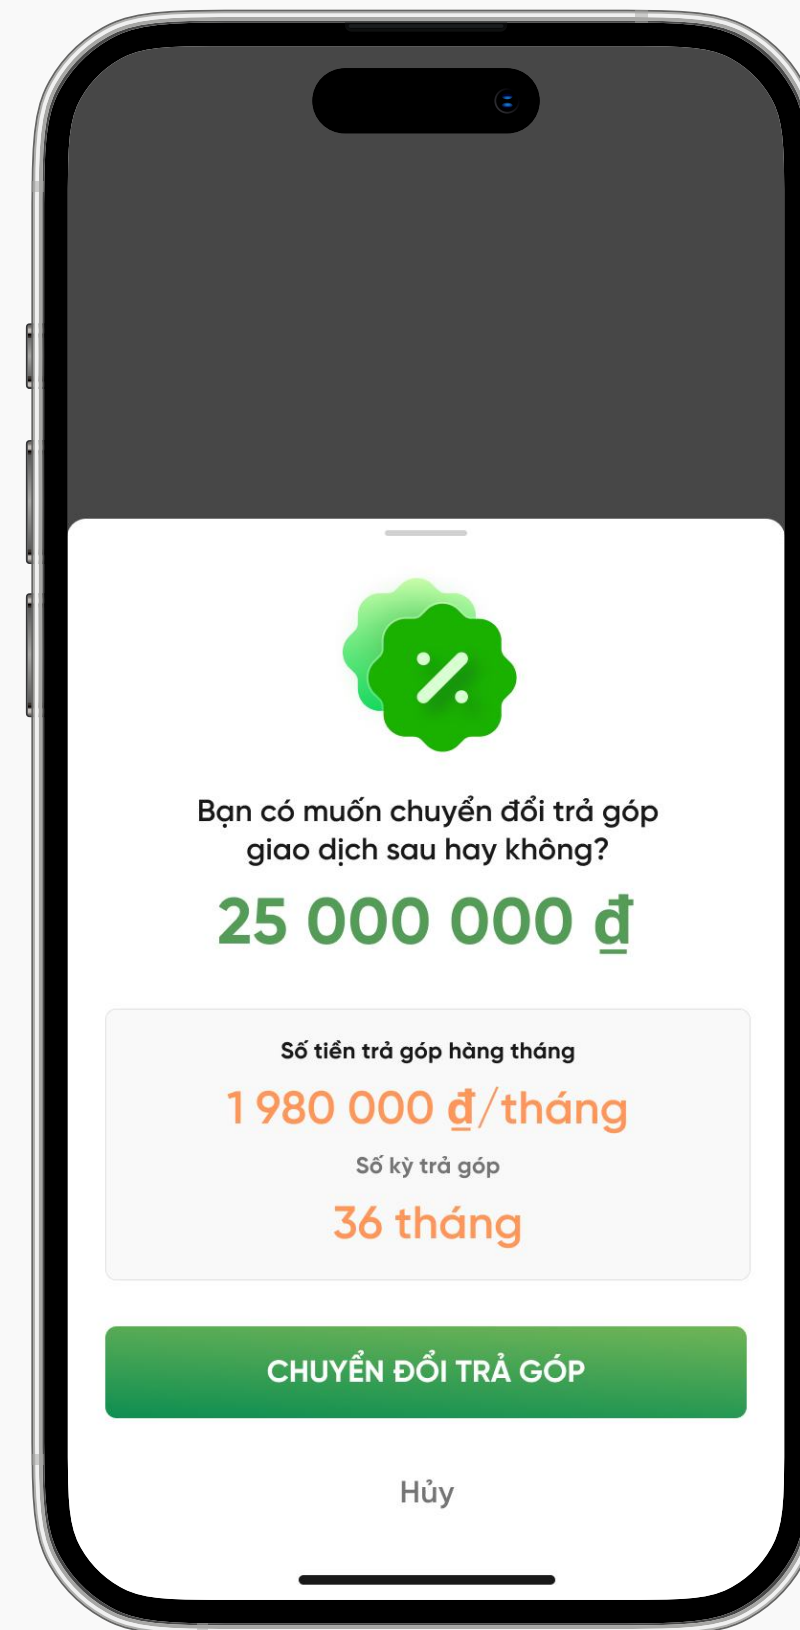 Bạn có muốn chuyển đổi trả góp
giao dịch sau hay không?
25 000 000 ₫
Số tiền trả góp hàng tháng
1 980 000 ₫/tháng
Số kỳ trả góp
36 tháng
CHUYỂN ĐỔI TRẢ GÓP
Hủy